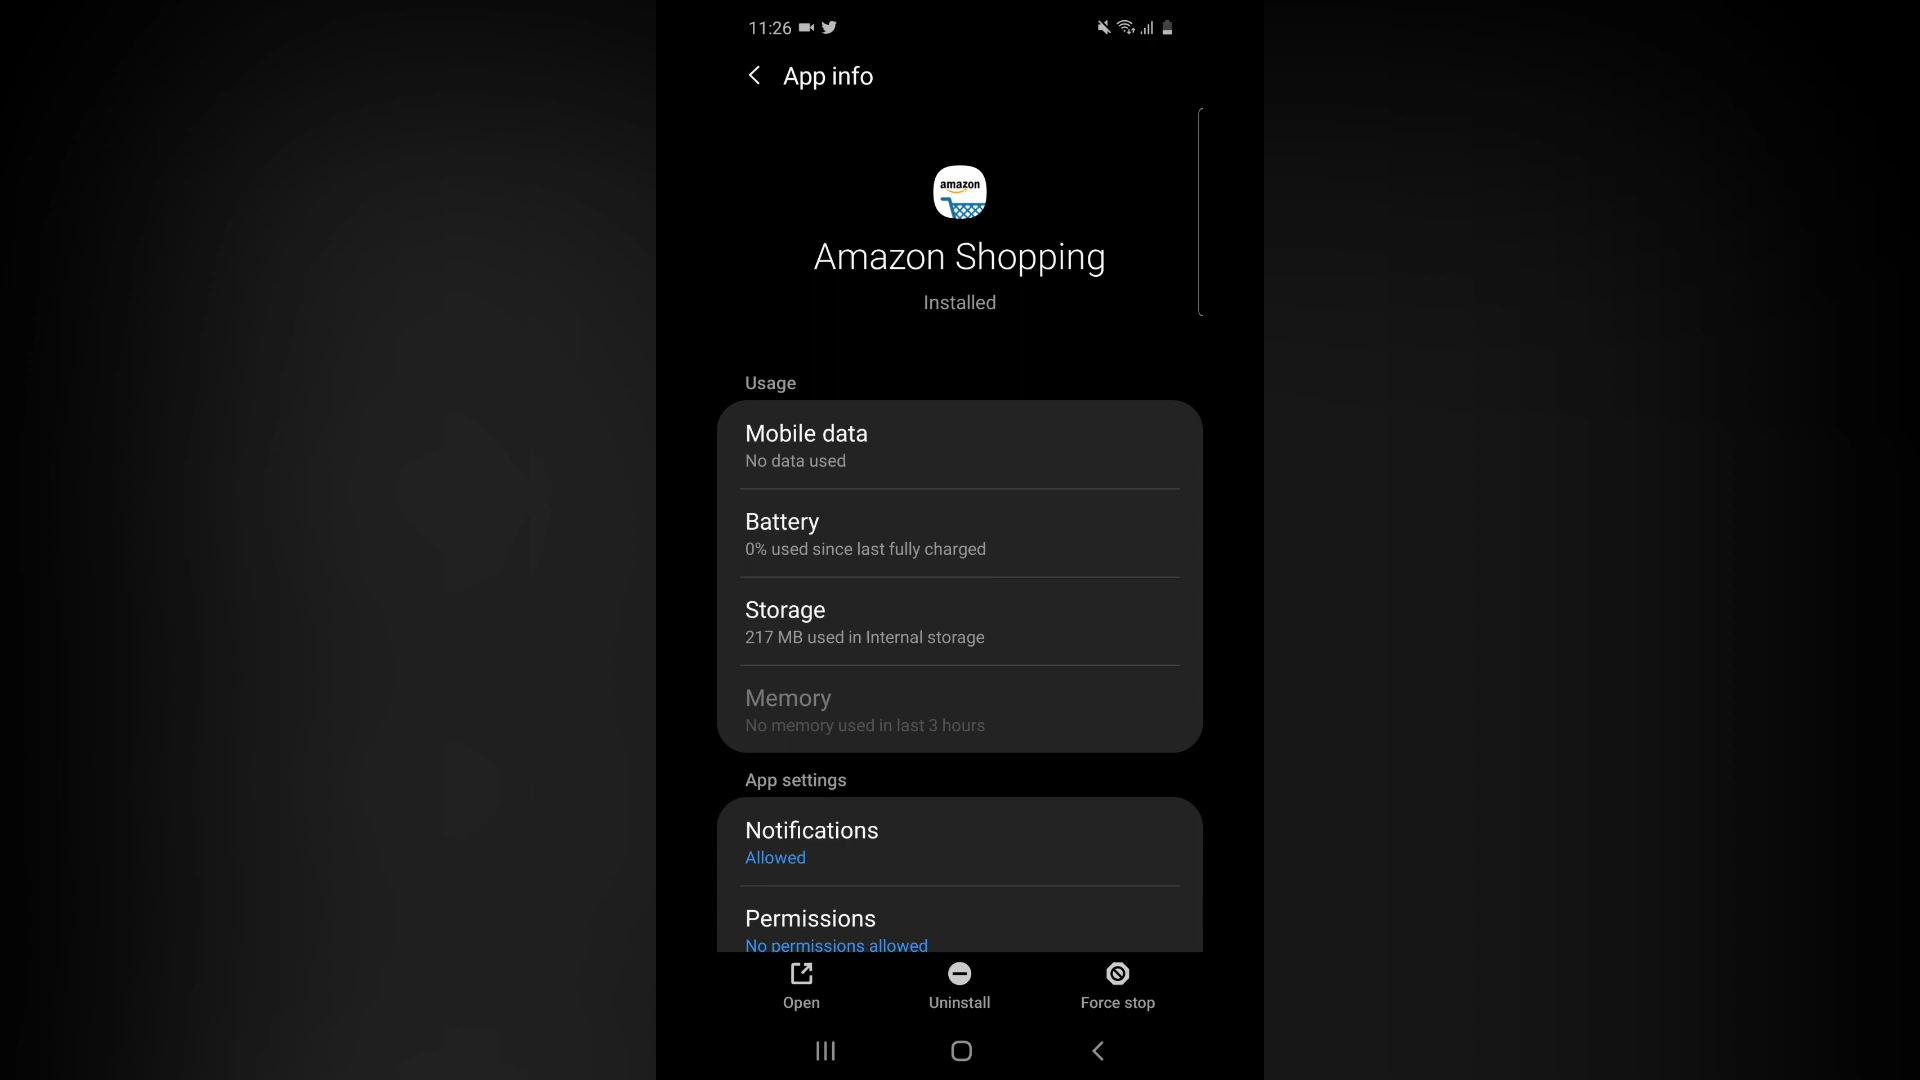 11:26
App info
amazon
Amazon Shopping
Installed
Usage
Mobile data
No data used
Battery
0% used since last fully charged
Storage
217 MB used in Internal storage
Memory
No memory used in last 3 hours
App settings
Notifications
Allowed
Permissions
No permissions allowed
Open Uninstall Force stop